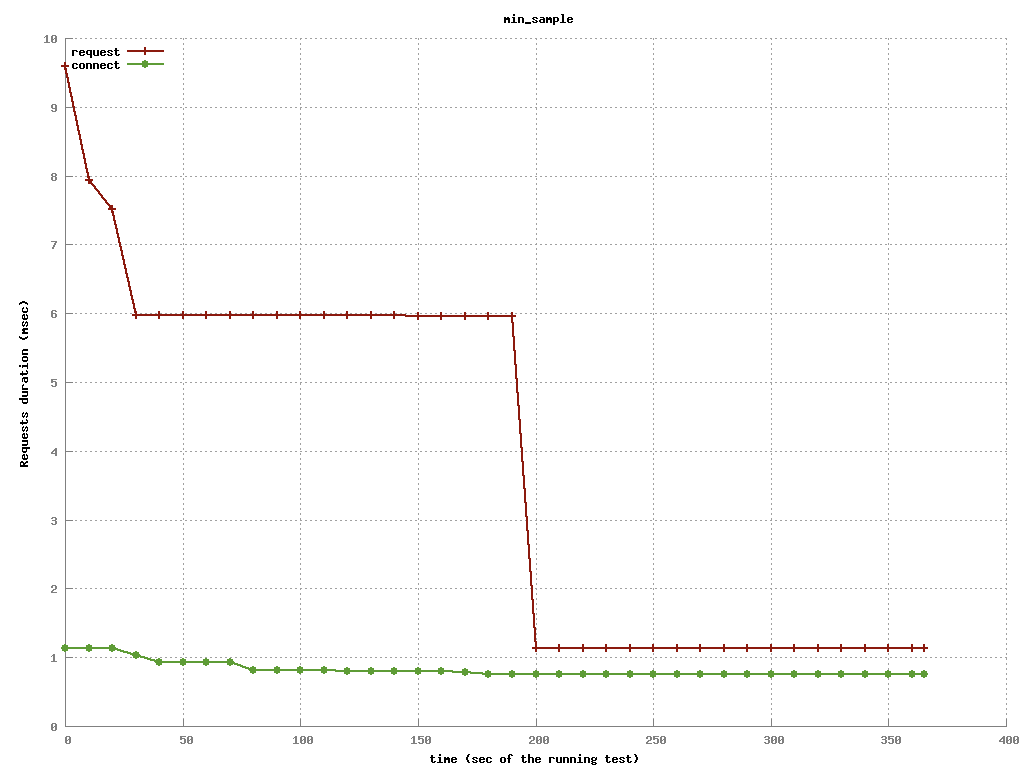 min_sample
request
connect
10
9
8
7
6
5
4
3
2
1
0
Requests duration (msec)
0 50 100 150 200 250 300 350 400
time (sec of the running test)